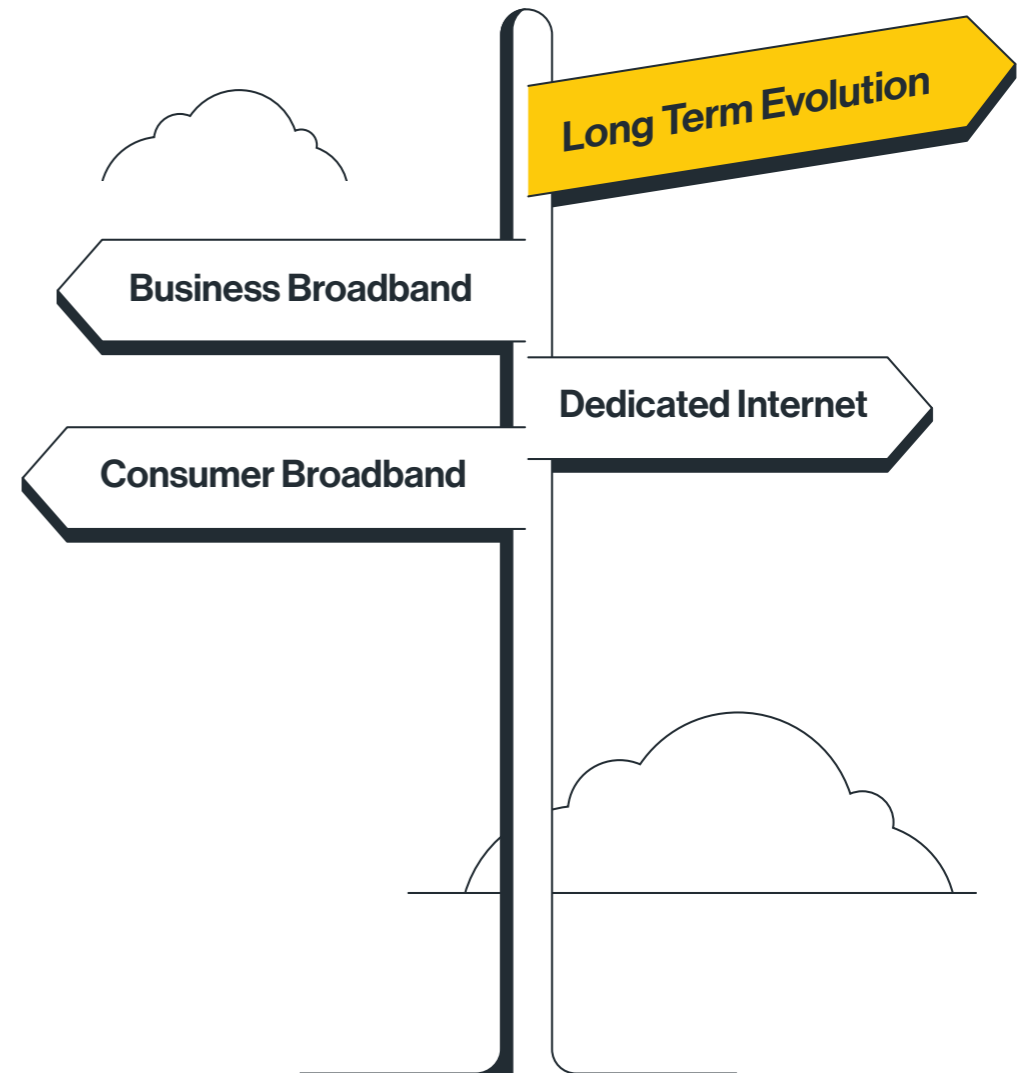 Long Term Evolution
Business Broadband
Dedicated Internet
Consumer Broadband